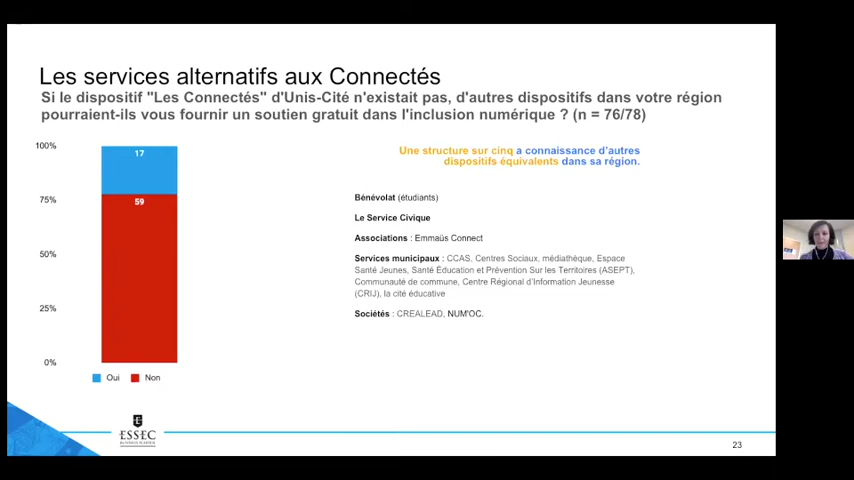 Les services alternatifs aux Connectés
Si le dispositif "Les Connectés" d'Unis-Cité n'existait pas, d'autres dispositifs dans votre région
pourraient-ils vous fournir un soutien gratuit dans l'inclusion numérique ? (n = 76/78)
100%
75%
50%
25%
0%
17
59
Oui
Non
Une structure sur cinq a connaissance d'autres
dispositifs équivalents dans sa région.
Bénévolat (étudiants)
Le Service Civique
Associations : Emmaüs Connect
Services municipaux : CCAS, Centres Sociaux, médiathèque, Espace
Santé Jeunes, Santé Éducation et Prévention Sur les Territoires (ASEPT),
Communauté de commune, Centre Régional d'Information Jeunesse
(CRIJ), la cité éducative
Sociétés : CREALEAD, NUM'OC.
ESSEC
23